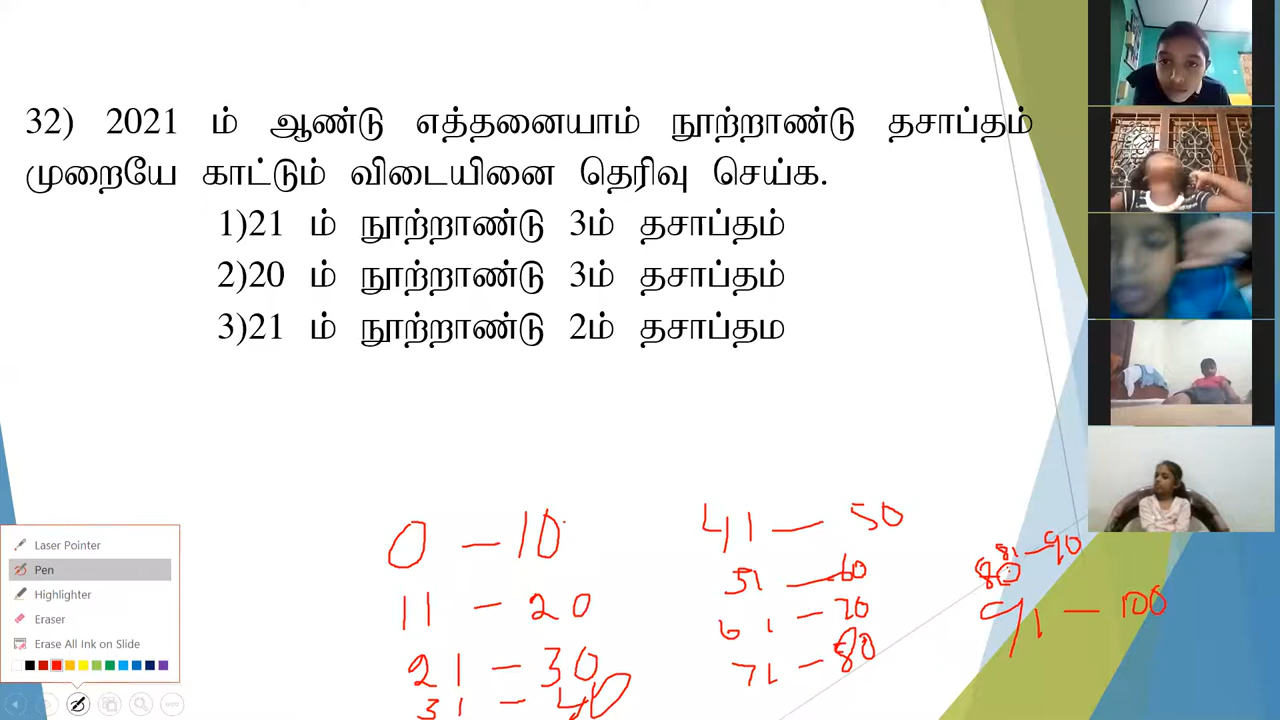 32) 2021 ம் ஆண்டு எத்தனையாம் நூற்றாண்டு தசாப்தம்
முறையே காட்டும் விடையினை தெரிவு செய்க.
1)21 ம் நூற்றாண்டு 3ம் தசாப்தம்
2)20 ம் நூற்றாண்டு 3ம் தசாப்தம்
3)21 ம் நூற்றாண்டு 2ம் தசாப்தம
0 – 10
11 – 20
21 – 30
31 – 40
41 – 50
51 – 60
61 – 70
71 – 80
80
81 – 90
91 – 100
Laser Pointer
Pen
Highlighter
Eraser
Erase All Ink on Slide